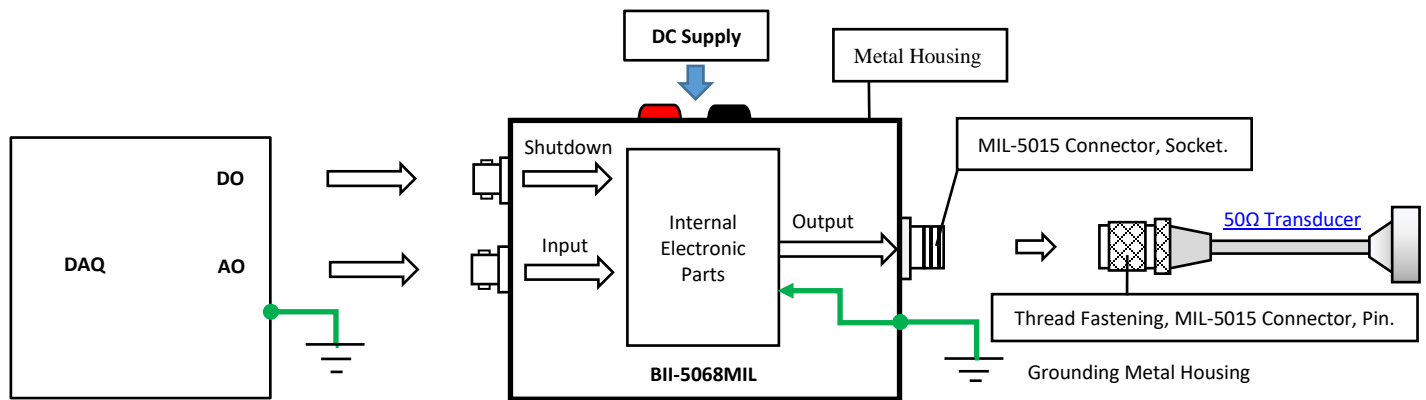 DC Supply
Metal Housing
Shutdown
MIL-5015 Connector, Socket.
DO
Internal
Electronic
Parts
Output
50Ω Transducer
Input
DAQ
AO
Thread Fastening, MIL-5015 Connector, Pin.
BII-5068MIL
Grounding Metal Housing